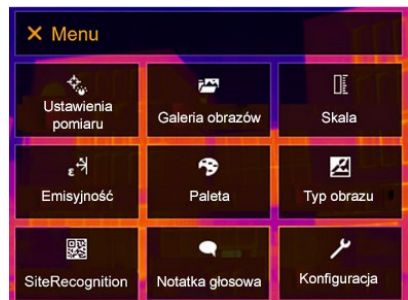 Menu
Ustawienia
pomiaru
Galeria obrazów
Skala
Emisyjność
Paleta
Typ obrazu
SiteRecognition
Notatka głosowa
Konfiguracja